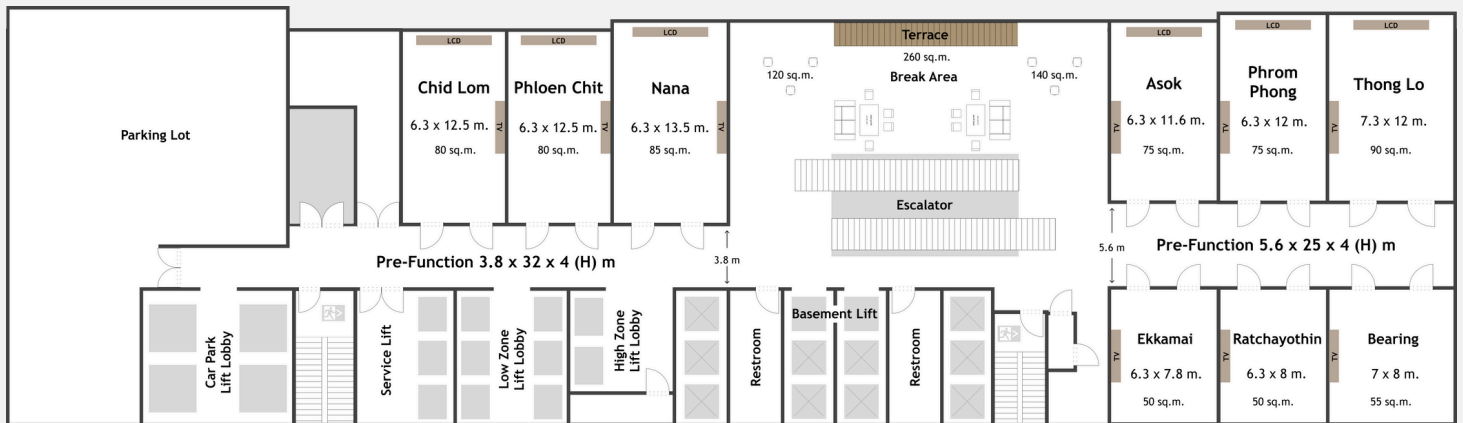 Parking Lot
LCD
Chid Lom
6.3 x 12.5 m.
80 sq.m.
TV
LCD
Phloen Chit
6.3 x 12.5 m.
80 sq.m.
TV
LCD
Nana
6.3 x 13.5 m.
85 sq.m.
TV
Terrace
260 sq.m.
Break Area
120 sq.m.
140 sq.m.
Escalator
LCD
Asok
6.3 x 11.6 m.
75 sq.m.
TV
LCD
Phrom
Phong
6.3 x 12 m.
75 sq.m.
TV
LCD
Thong Lo
7.3 x 12 m.
90 sq.m.
TV
Pre-Function 3.8 x 32 x 4 (H) m
3.8 m
5.6 m
Pre-Function 5.6 x 25 x 4 (H) m
Car Park
Lift Lobby
Service Lift
Low Zone
Lift Lobby
High Zone
Lift Lobby
Restroom
Basement Lift
Restroom
TV
Ekkamai
6.3 x 7.8 m.
50 sq.m.
TV
Ratchayothin
6.3 x 8 m.
50 sq.m.
TV
Bearing
7 x 8 m.
55 sq.m.